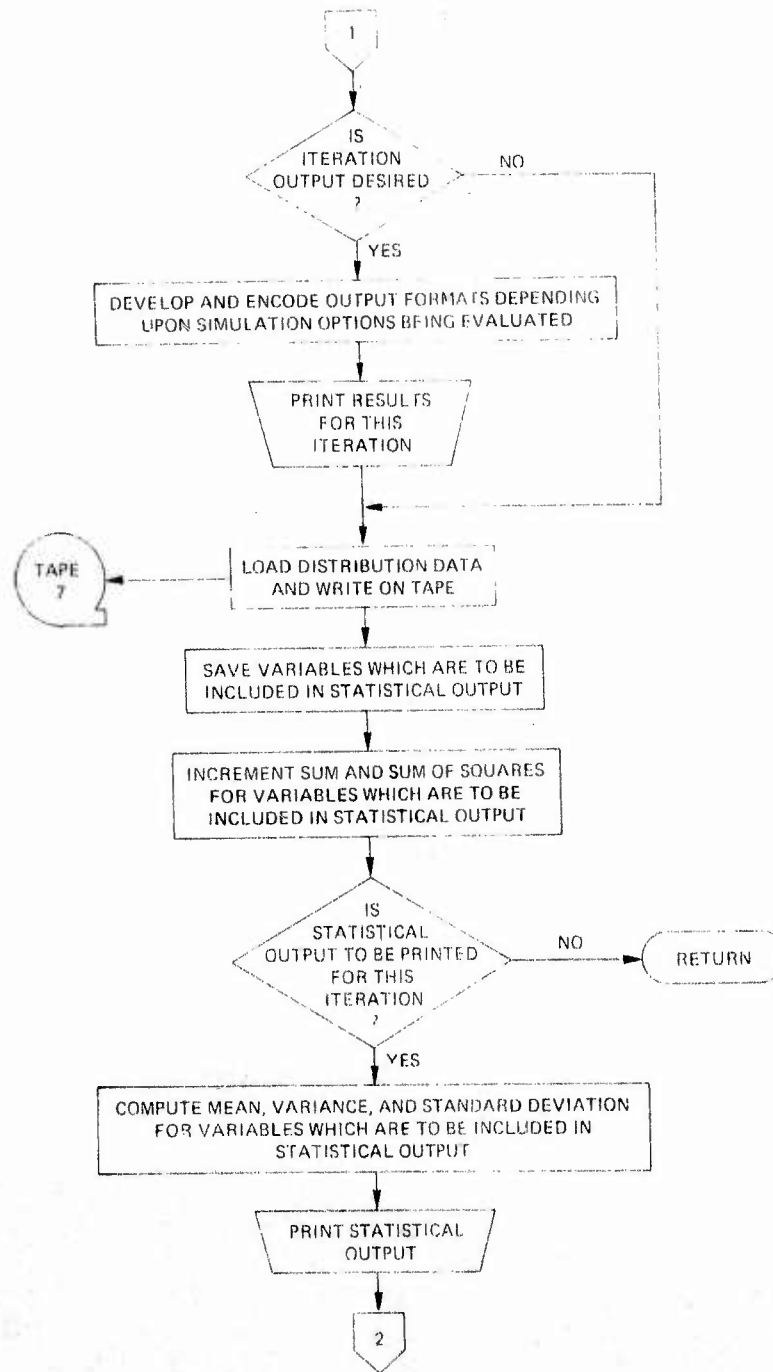 1
IS
ITERATION
OUTPUT DESIRED
?
NO
YES
DEVELOP AND ENCODE OUTPUT FORMATS DEPENDING
UPON SIMULATION OPTIONS BEING EVALUATED
PRINT RESULTS
FOR THIS
ITERATION
TAPE
7
LOAD DISTRIBUTION DATA
AND WRITE ON TAPE
SAVE VARIABLES WHICH ARE TO BE
INCLUDED IN STATISTICAL OUTPUT
INCREMENT SUM AND SUM OF SQUARES
FOR VARIABLES WHICH ARE TO BE
INCLUDED IN STATISTICAL OUTPUT
IS
STATISTICAL
OUTPUT TO BE PRINTED
FOR THIS
ITERATION
?
NO
RETURN
YES
COMPUTE MEAN, VARIANCE, AND STANDARD DEVIATION
FOR VARIABLES WHICH ARE TO BE INCLUDED IN
STATISTICAL OUTPUT
PRINT STATISTICAL
OUTPUT
2